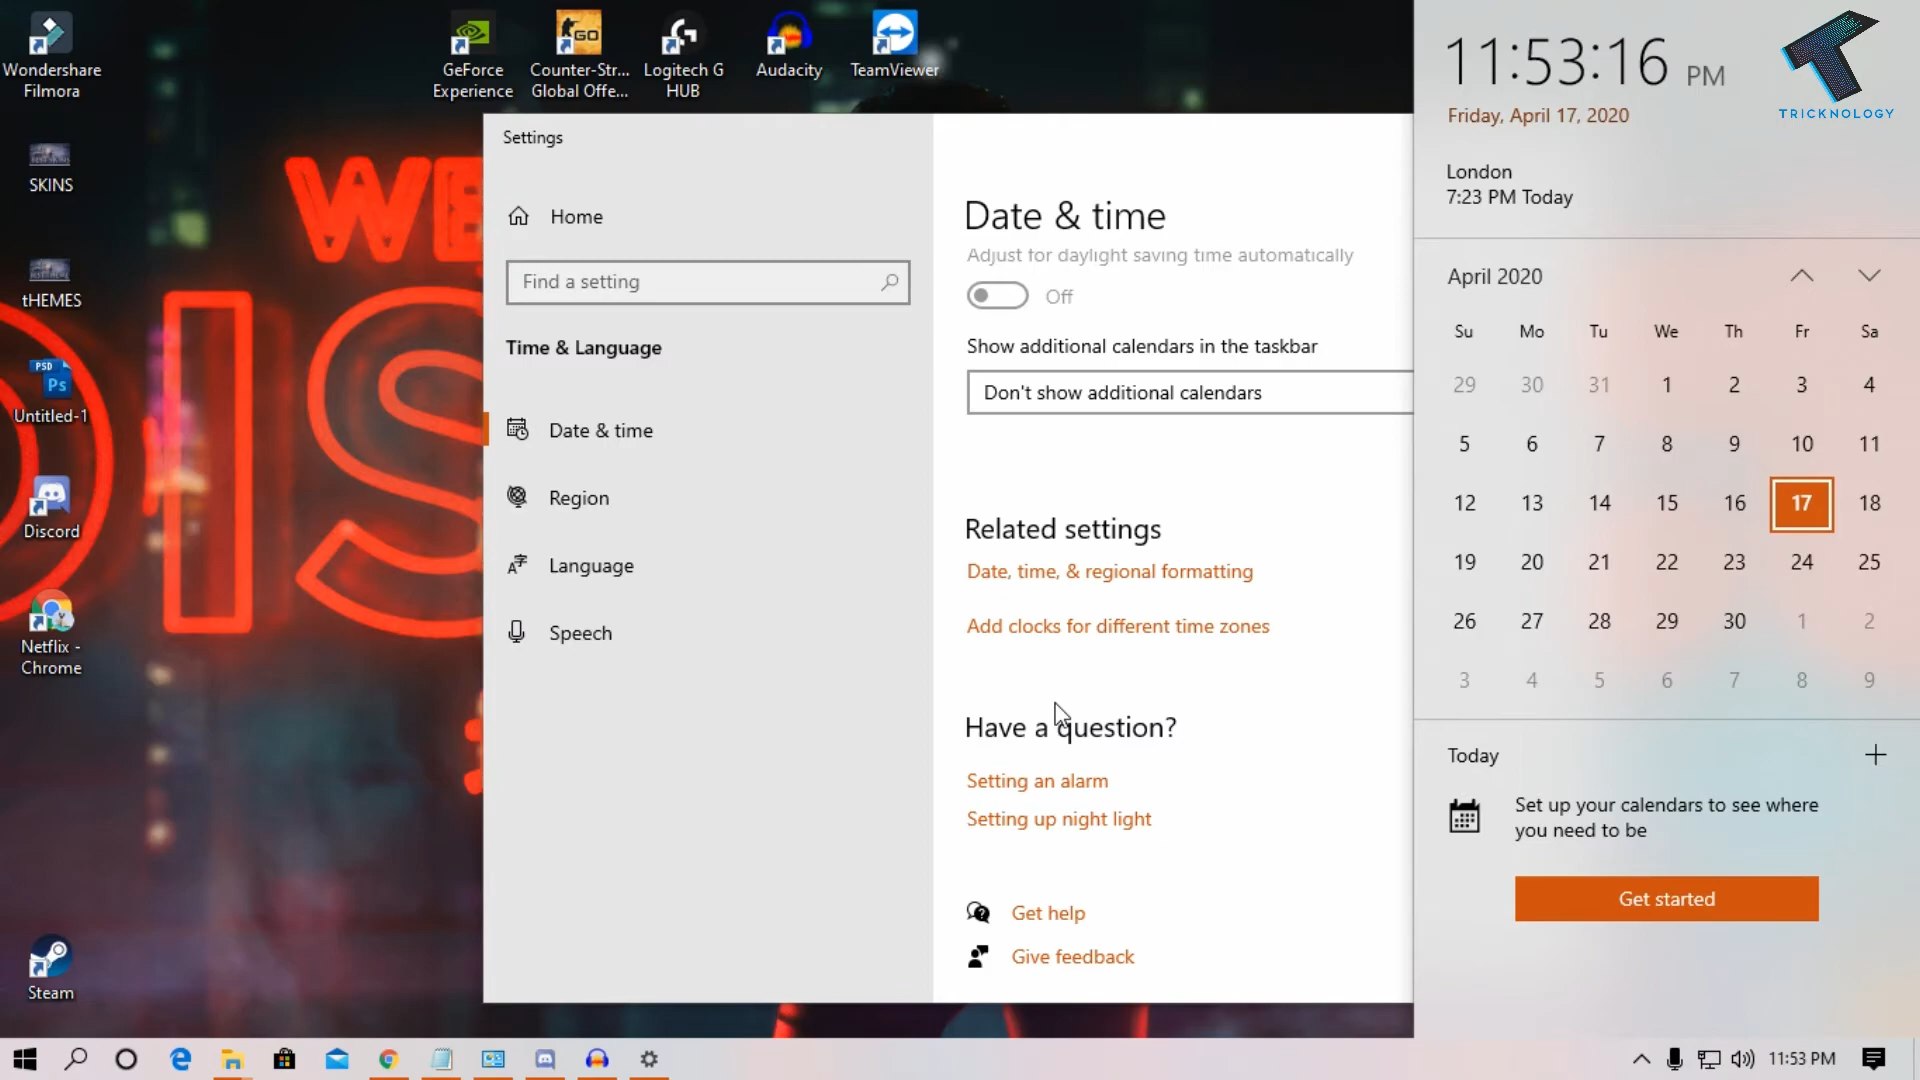 Wondershare
Filmora
SKINS
tHEMES
PSD
Ps
Untitled-1
Discord
Netflix -
Chrome
Steam
GeForce
Experience
GO
Counter-Str...
Global Offe...
Logitech G
HUB
Audacity
TeamViewer
Settings
Home
Find a setting
Time & Language
Date & time
Region
Language
Speech
Date & time
Adjust for daylight saving time automatically
Off
Show additional calendars in the taskbar
Don't show additional calendars
Related settings
Date, time, & regional formatting
Add clocks for different time zones
Have a question?
Setting an alarm
Setting up night light
Get help
Give feedback
11:53:16 PM
Friday, April 17, 2020
TRICKNOLOGY
London
7:23 PM Today
April 2020
Su Mo Tu We Th Fr Sa
29 30 31 1 2 3 4
5 6 7 8 9 10 11
12 13 14 15 16 17 18
19 20 21 22 23 24 25
26 27 28 29 30 1 2
3 4 5 6 7 8 9
Today
Set up your calendars to see where
you need to be
Get started
11:53 PM